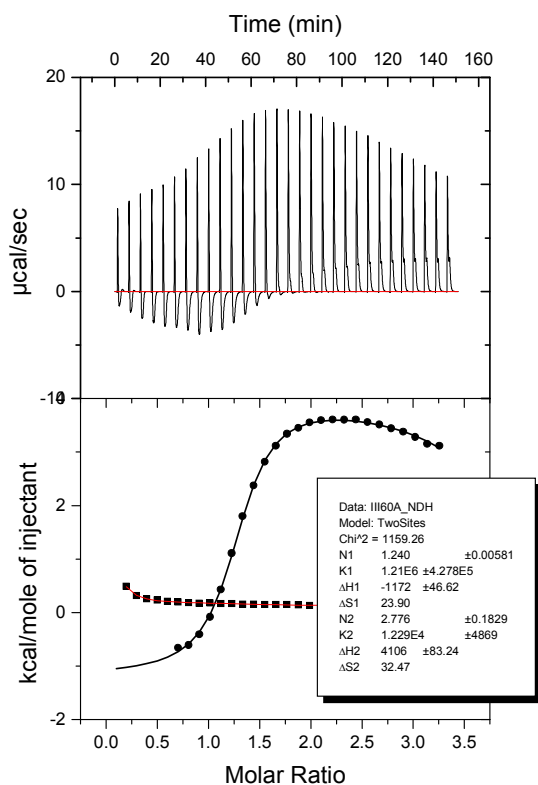 Time (min)
0 20 40 60 80 100 120 140 160
20
10
0
-10
µcal/sec
4
2
0
-2
kcal/mole of injectant
Data: III60A_NDH
Model: TwoSites
Chi^2 = 1159.26
N1 1.240 ±0.00581
K1 1.21E6 ±4.278E5
ΔH1 -1172 ±46.62
ΔS1 23.90
N2 2.776 ±0.1829
K2 1.229E4 ±4869
ΔH2 4106 ±83.24
ΔS2 32.47
0.0 0.5 1.0 1.5 2.0 2.5 3.0 3.5
Molar Ratio